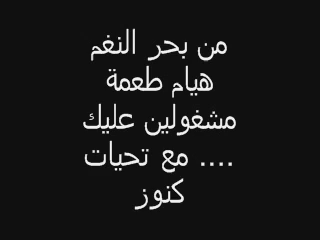 من بحر النغم
هيام طعمة
مشغولين عليك
.... مع تحيات
كنوز